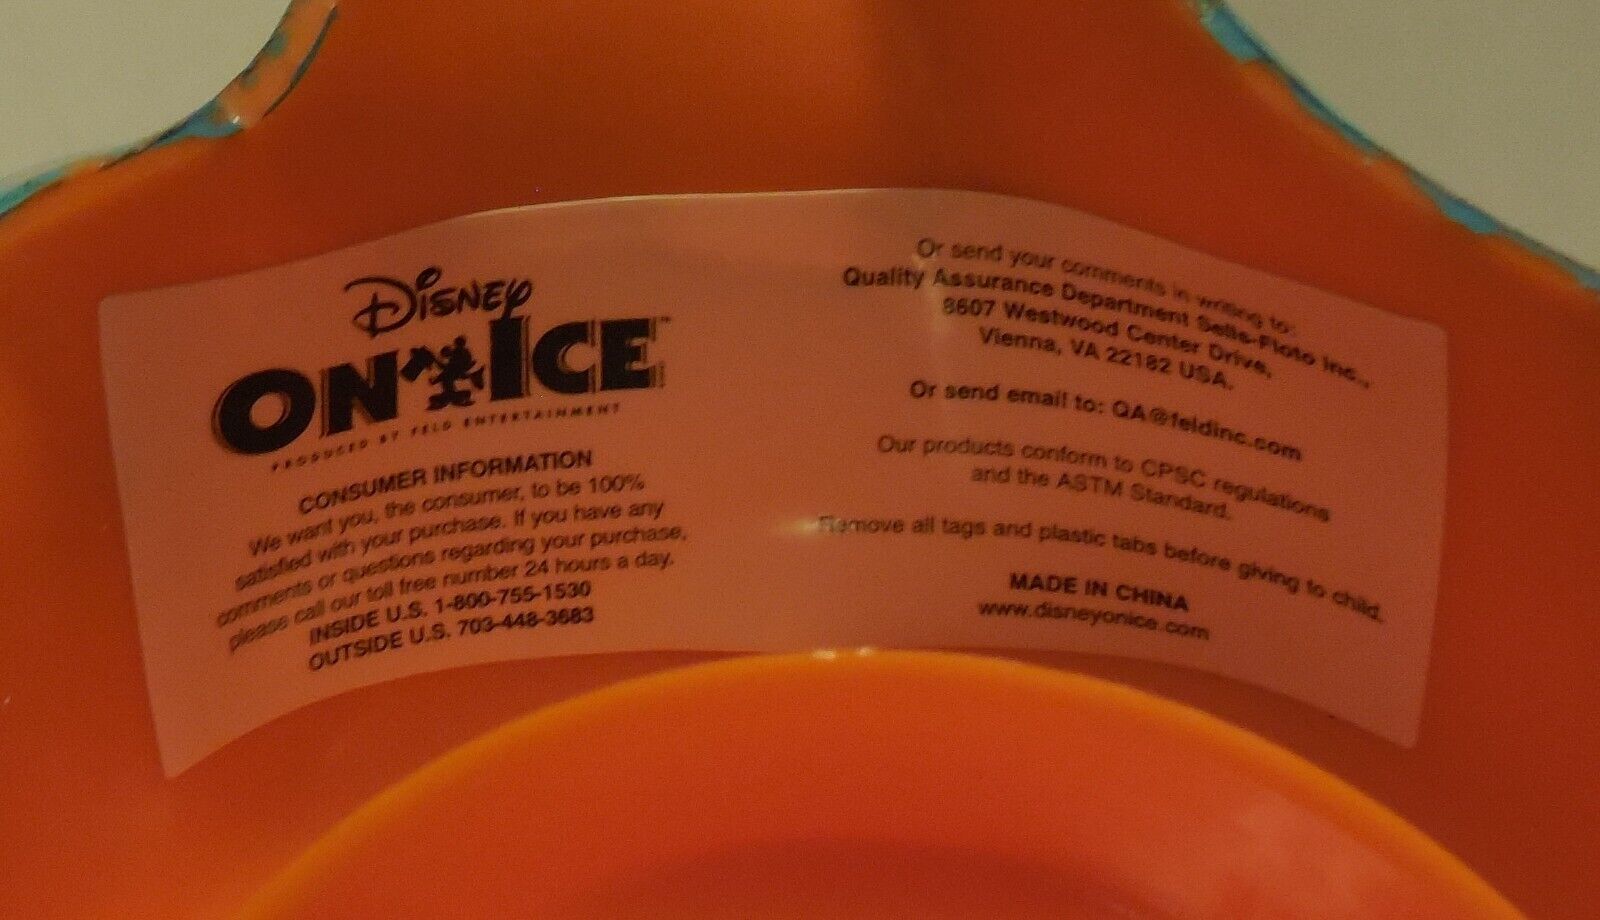 Disney
ON ICE™
PRODUCED BY FELD ENTERTAINMENT
CONSUMER INFORMATION
We want you, the consumer, to be 100%
satisfied with your purchase. If you have any
comments or questions regarding your purchase,
please call our toll free number 24 hours a day.
INSIDE U.S. 1-800-755-1530
OUTSIDE U.S. 703-448-3683
Or send your comments in writing to:
Quality Assurance Department Sells-Floto Inc.,
8607 Westwood Center Drive,
Vienna, VA 22182 USA.
Or send email to: QA@feldinc.com
Our products conform to CPSC regulations
and the ASTM Standard.
Remove all tags and plastic tabs before giving to child.
MADE IN CHINA
www.disneyonice.com